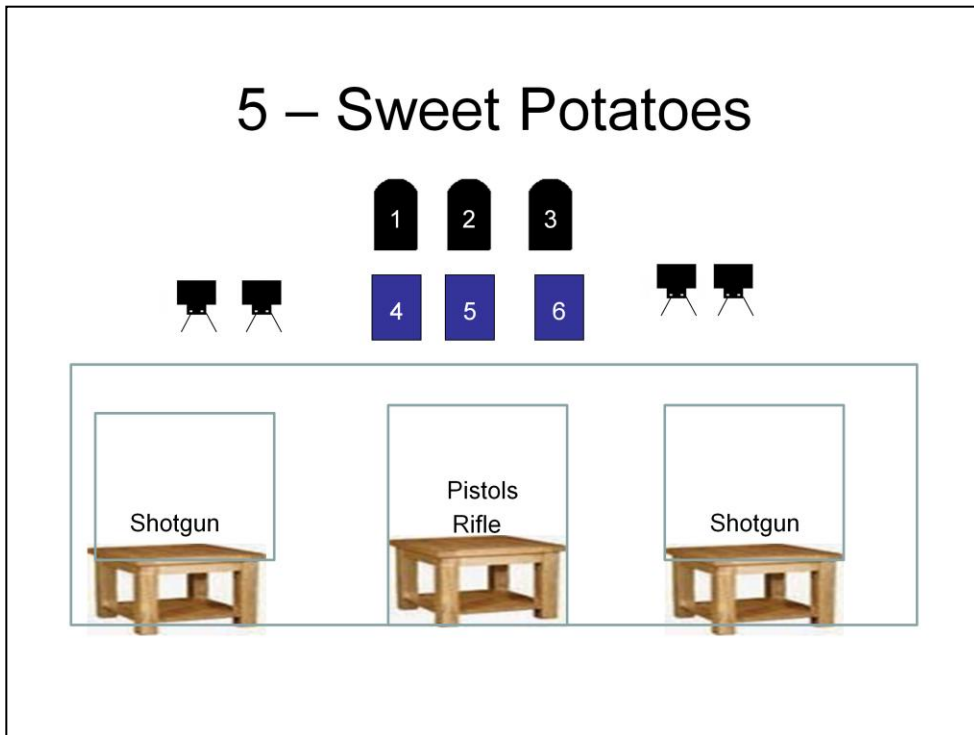 5 – Sweet Potatoes
1 2 3
4 5 6
Pistols
Shotgun Rifle Shotgun